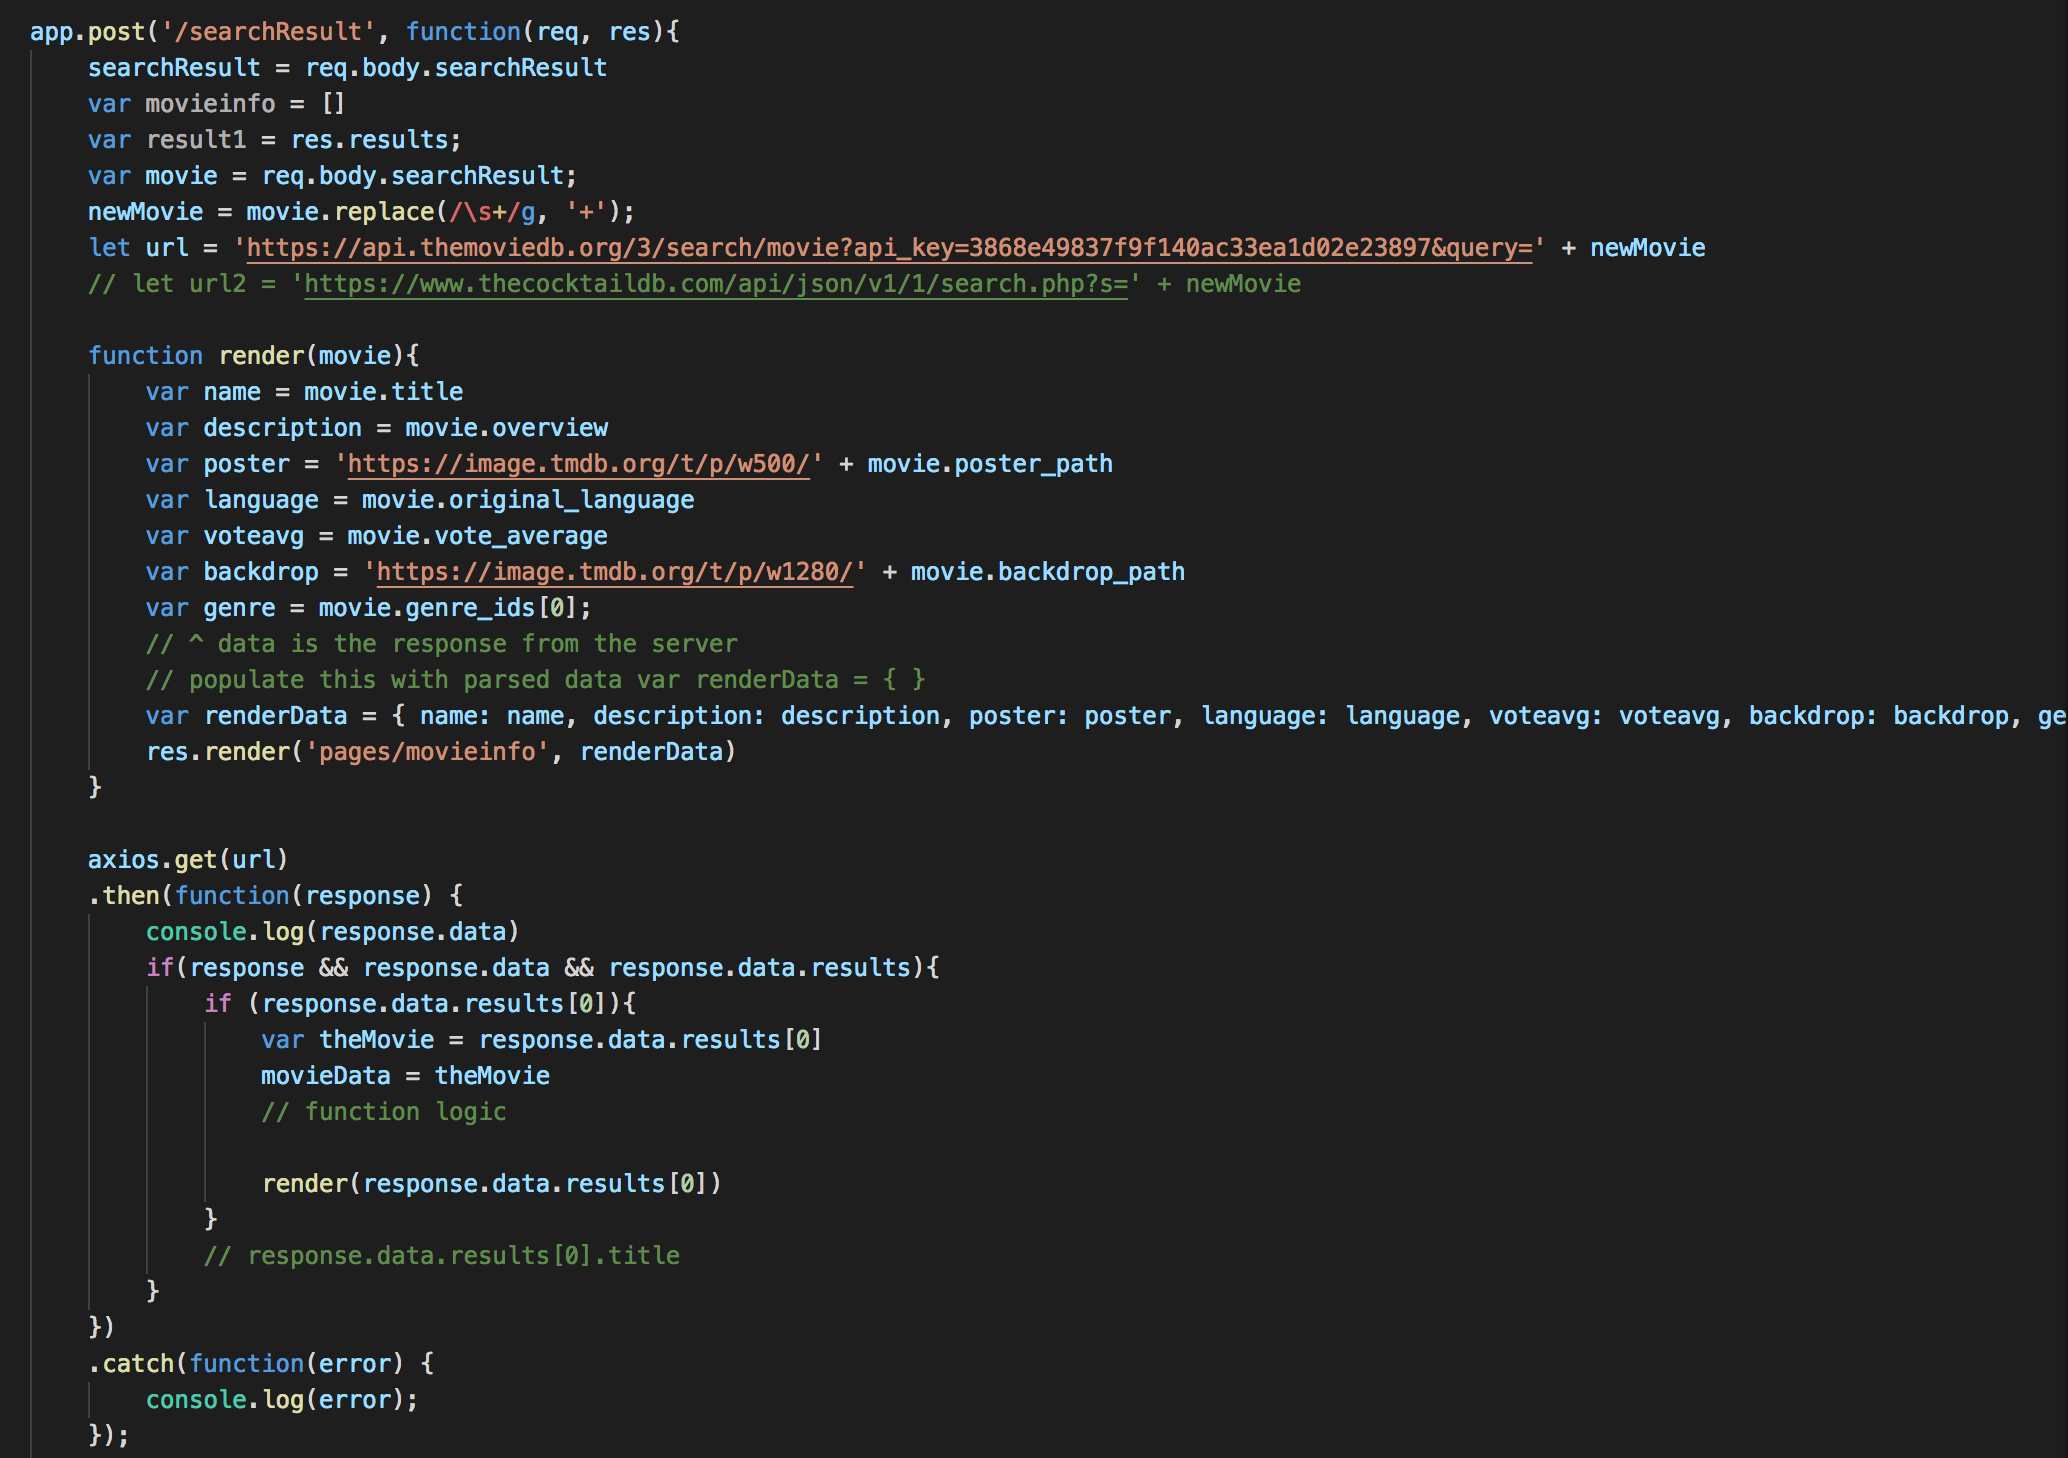 app.post('/searchResult', function(req, res){
    searchResult = req.body.searchResult
    var movieinfo = []
    var result1 = res.results;
    var movie = req.body.searchResult;
    newMovie = movie.replace(/\s+/g, '+');
    let url = 'https://api.themoviedb.org/3/search/movie?api_key=3868e49837f9f140ac33ea1d02e23897&query=' + newMovie
    // let url2 = 'https://www.thecocktaildb.com/api/json/v1/1/search.php?s=' + newMovie

    function render(movie){
        var name = movie.title
        var description = movie.overview
        var poster = 'https://image.tmdb.org/t/p/w500/' + movie.poster_path
        var language = movie.original_language
        var voteavg = movie.vote_average
        var backdrop = 'https://image.tmdb.org/t/p/w1280/' + movie.backdrop_path
        var genre = movie.genre_ids[0];
        // ^ data is the response from the server
        // populate this with parsed data var renderData = { }
        var renderData = { name: name, description: description, poster: poster, language: language, voteavg: voteavg, backdrop: backdrop, ge
        res.render('pages/movieinfo', renderData)
    }

    axios.get(url)
    .then(function(response) {
        console.log(response.data)
        if(response && response.data && response.data.results){
            if (response.data.results[0]){
                var theMovie = response.data.results[0]
                movieData = theMovie
                // function logic

                render(response.data.results[0])
            }
            // response.data.results[0].title
        }
    })
    .catch(function(error) {
        console.log(error);
    });